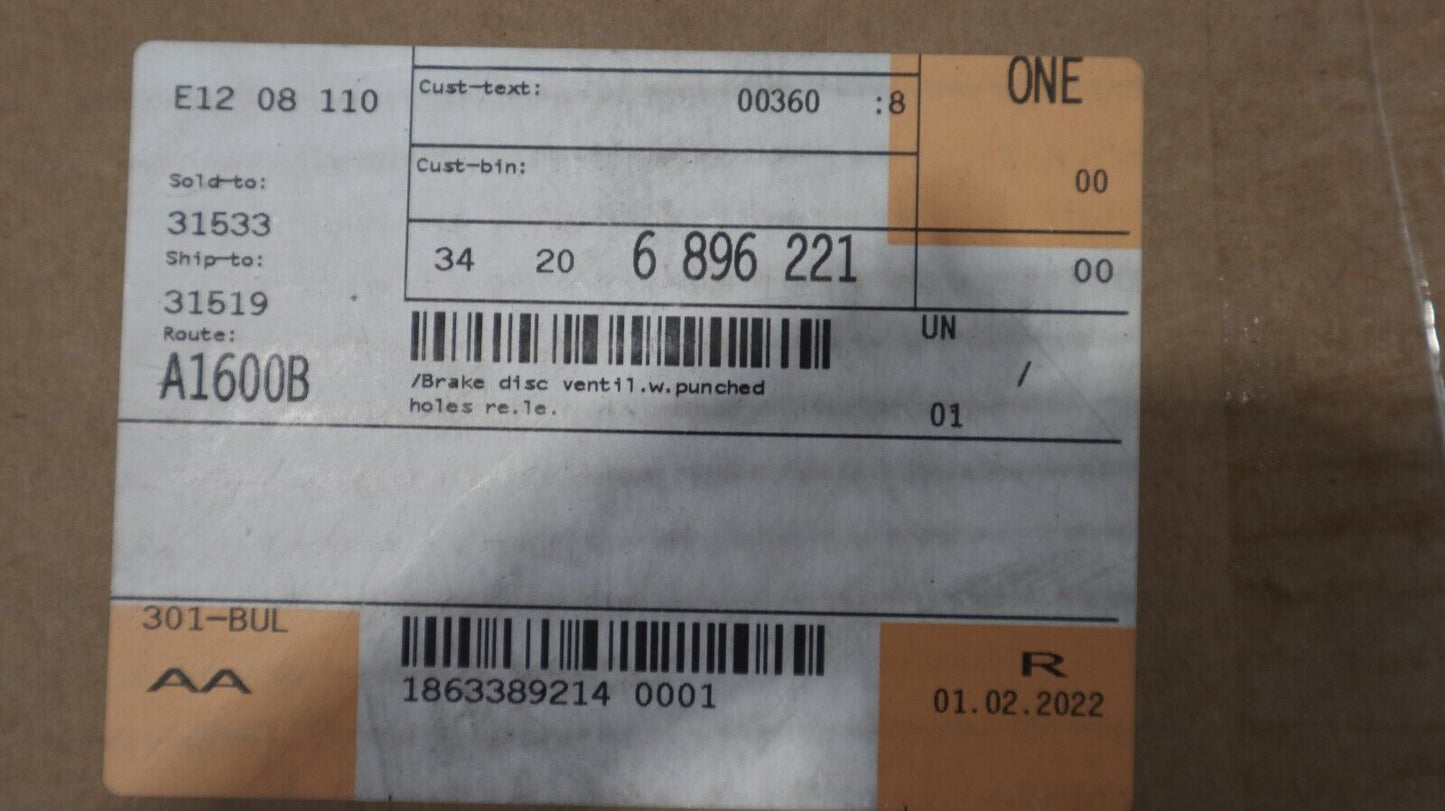 E12 08 110
Sold-to:
31533
Ship-to:
31519
Route:
A1600B
Cust-text: 00360 :8
Cust-bin:
34 20 6 896 221
/Brake disc ventil.w.punched
holes re.le.
ONE
00
00
UN /
01
301-BUL
AA
1863389214 0001
R
01.02.2022